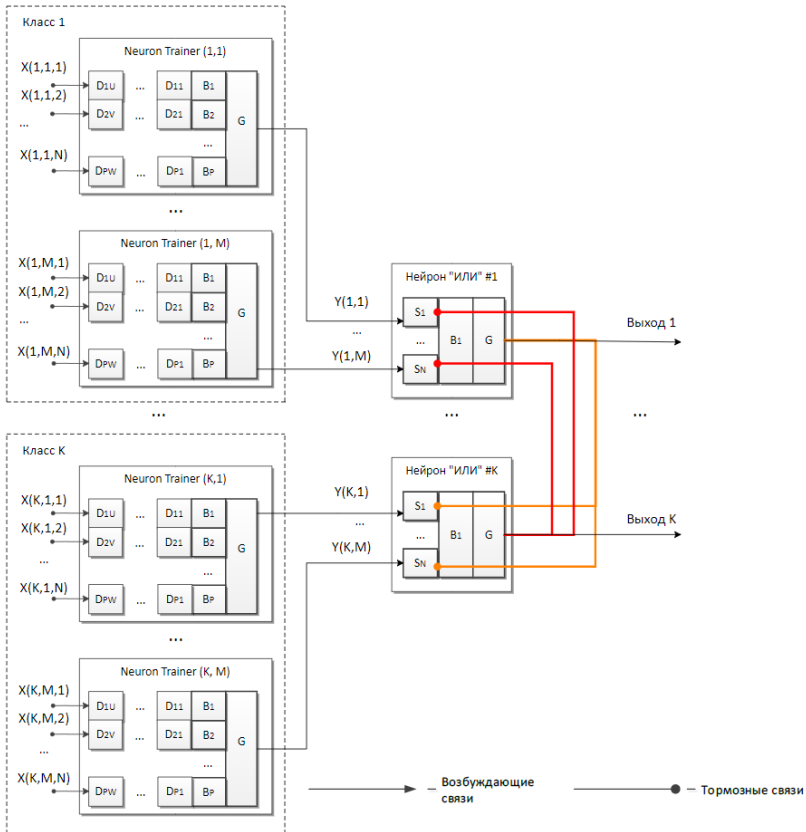 Класс 1
Neuron Trainer (1,1)
X(1,1,1)
D1U ... D11 B1
X(1,1,2)
D2V ... D21 B2
G
...
...
X(1,1,N)
DPW ... DP1 BP
...
Neuron Trainer (1, M)
X(1,M,1)
D1U ... D11 B1
X(1,M,2)
D2V ... D21 B2
G
...
...
X(1,M,N)
DPW ... DP1 BP
Нейрон "ИЛИ" #1
Y(1,1)
S1
...
...
B1 G
Y(1,M)
SN
Выход 1
...
...
...
Класс K
Neuron Trainer (K,1)
X(K,1,1)
D1U ... D11 B1
X(K,1,2)
D2V ... D21 B2
G
...
...
X(K,1,N)
DPW ... DP1 BP
Нейрон "ИЛИ" #K
Y(K,1)
S1
...
...
B1 G
Y(K,M)
SN
Выход K
...
Neuron Trainer (K, M)
X(K,M,1)
D1U ... D11 B1
X(K,M,2)
D2V ... D21 B2
G
...
...
X(K,M,N)
DPW ... DP1 BP
– Возбуждающие
связи
– Тормозные связи